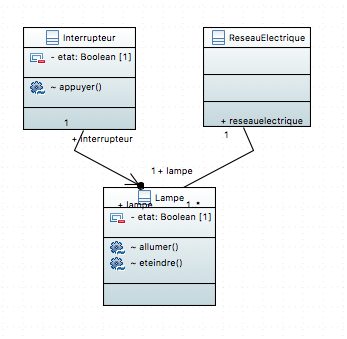 Interrupteur
- etat: Boolean [1]
~ appuyer()
1
+ interrupteur
ReseauElectrique
+ reseauelectrique
1
1 + lampe
+ lampe
1..*
Lampe
- etat: Boolean [1]
~ allumer()
~ eteindre()